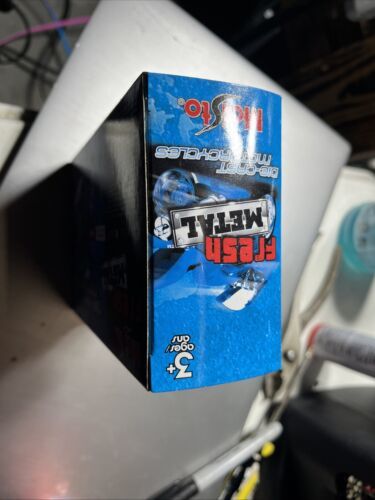 Maisto
DIE-CAST
MOTORCYCLES
Fresh
METAL
3+
ages/
ans